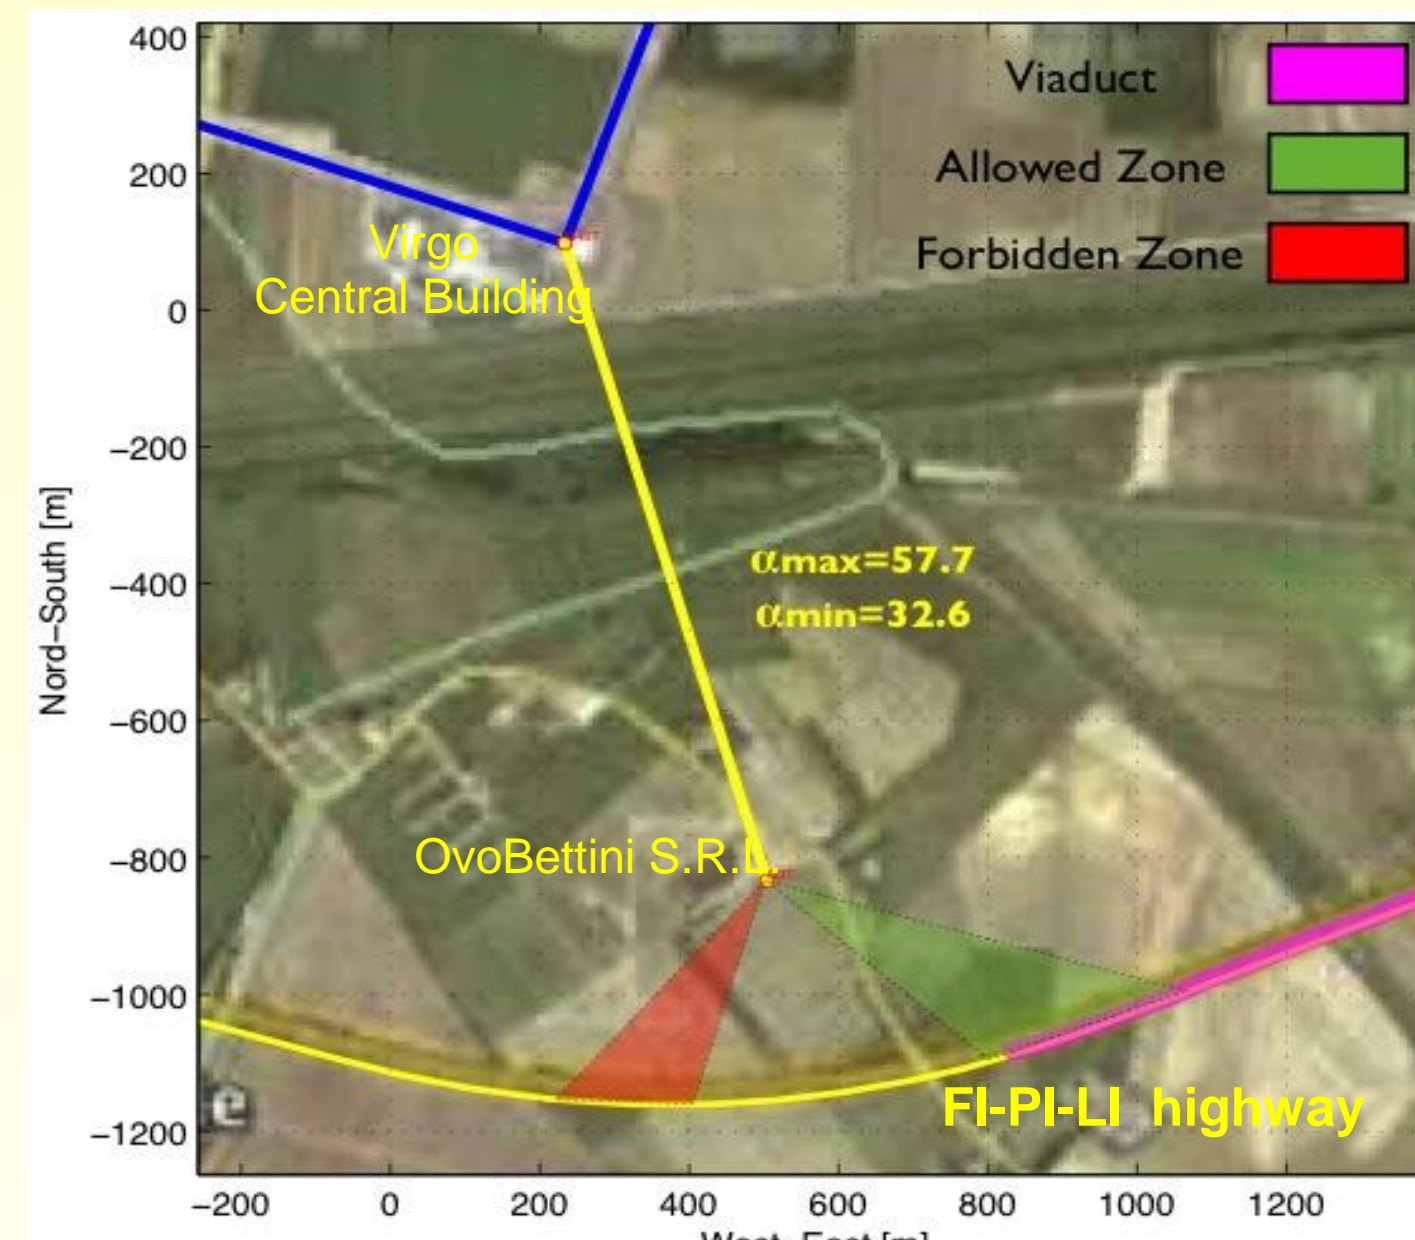 400
200
0
−200
−400
−600
−800
−1000
−1200
Nord−South [m]
Viaduct
Allowed Zone
Forbidden Zone
Virgo
Central Building
αmax=57.7
αmin=32.6
OvoBettini S.R.L.
FI-PI-LI highway
e
−200 0 200 400 600 800 1000 1200
West−East [m]